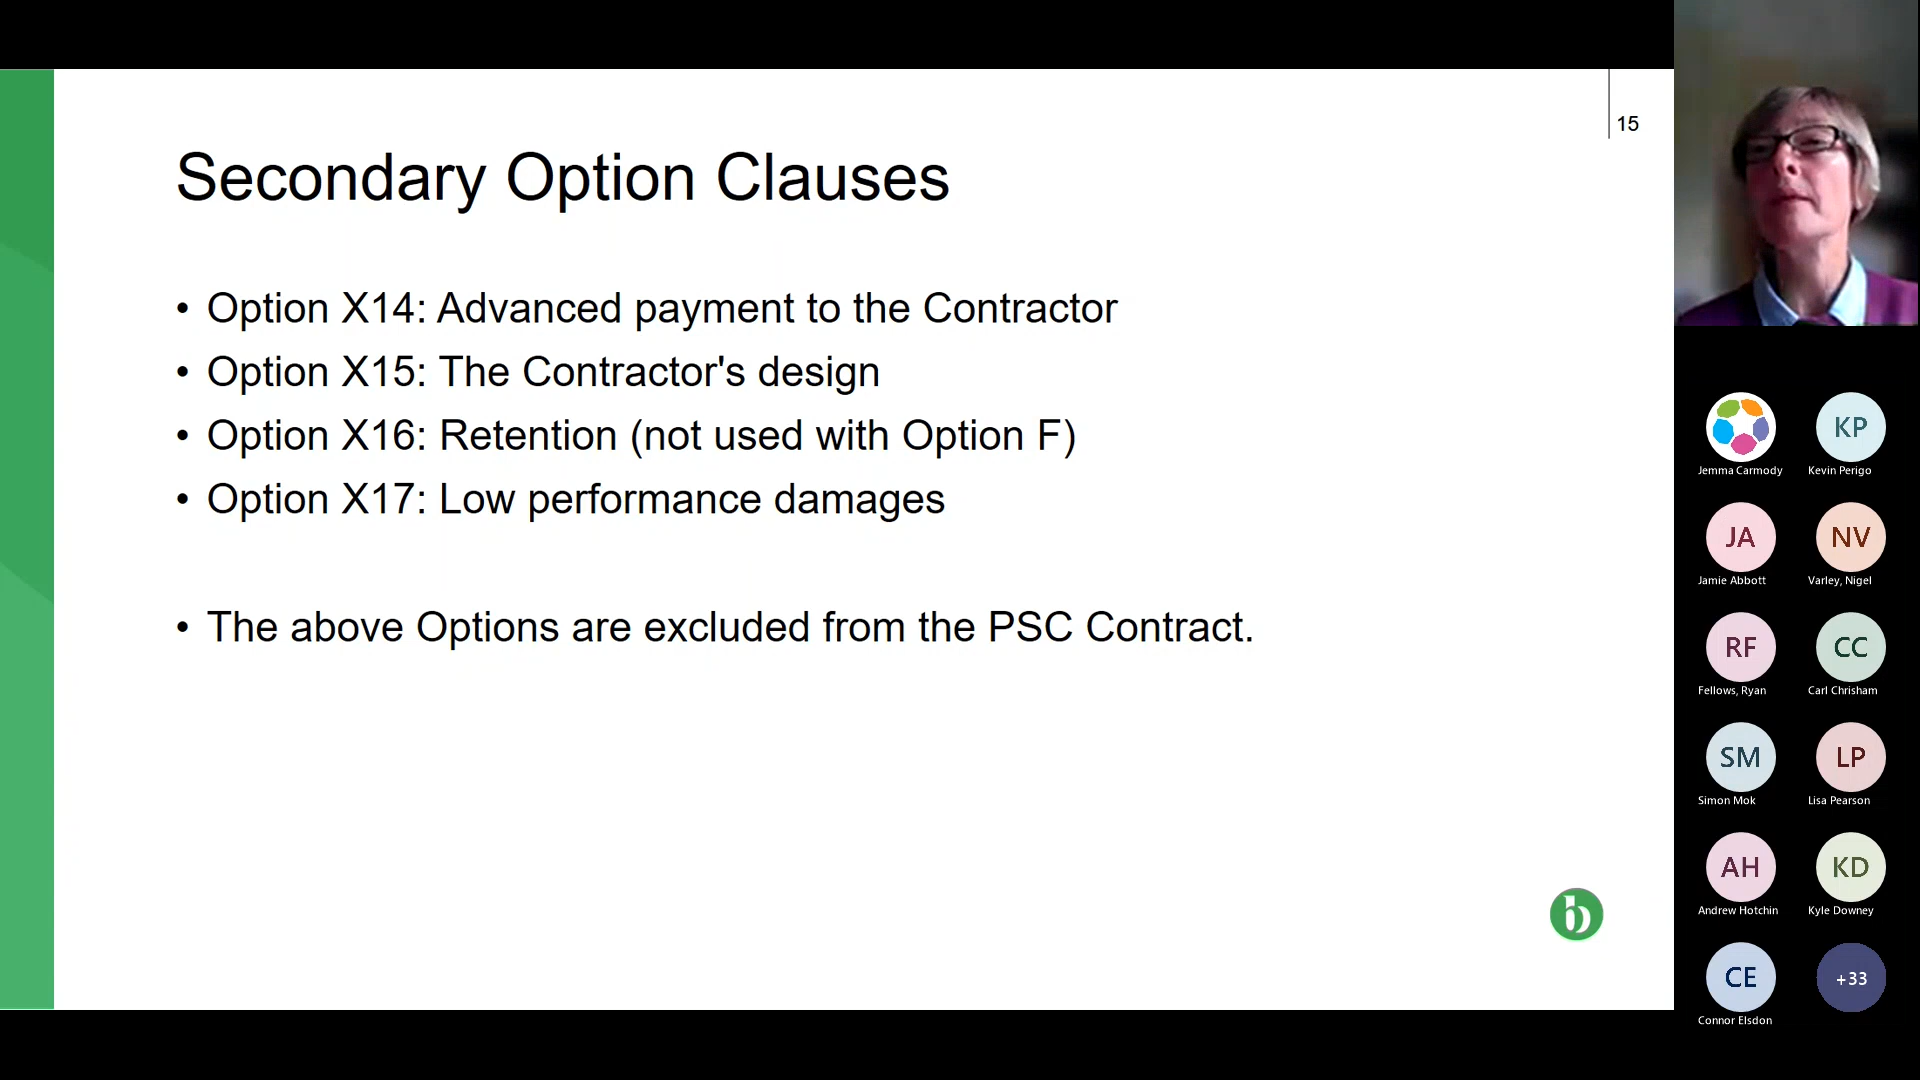 15
Secondary Option Clauses
• Option X14: Advanced payment to the Contractor
• Option X15: The Contractor's design
• Option X16: Retention (not used with Option F)
• Option X17: Low performance damages
• The above Options are excluded from the PSC Contract.
b
KP
Jemma Carmody
Kevin Perigo
JA
NV
Jamie Abbott
Varley, Nigel
RF
CC
Fellows, Ryan
Carl Chrisham
SM
LP
Simon Mok
Lisa Pearson
AH
KD
Andrew Hotchin
Kyle Downey
CE
+33
Connor Elsdon